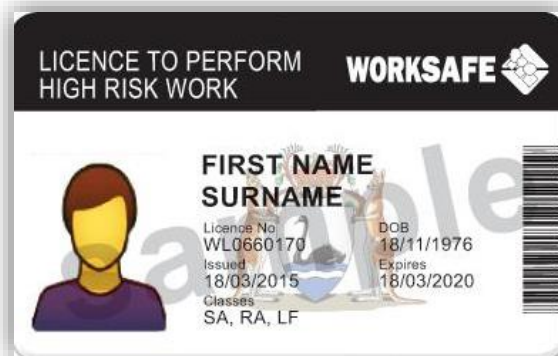 LICENCE TO PERFORM
HIGH RISK WORK
WORKSAFE
FIRST NAME
SURNAME
Licence No
WL0660170
DOB
18/11/1976
Issued
18/03/2015
Expires
18/03/2020
Classes
SA, RA, LF
sample